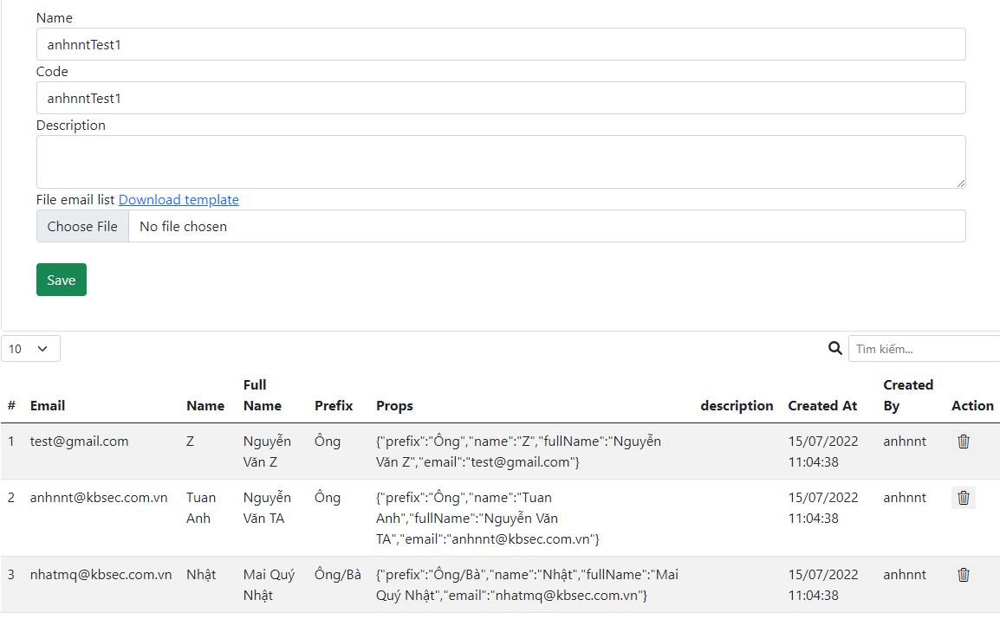 Name
anhnntTest1
Code
anhnntTest1
Description
File email list Download template
Choose File No file chosen
Save
10 Tìm kiếm...
# Email Name Full Name Prefix Props description Created At Created By Action
1 test@gmail.com Z Nguyễn Ông {"prefix":"Ông","name":"Z","fullName":"Nguyễn 15/07/2022 anhnnt
Văn Z Văn Z","email":"test@gmail.com"} 11:04:38
2 anhnnt@kbsec.com.vn Tuan Nguyễn Ông {"prefix":"Ông","name":"Tuan 15/07/2022 anhnnt
Anh Văn TA Anh","fullName":"Nguyễn Văn 11:04:38
TA","email":"anhnnt@kbsec.com.vn"}
3 nhatmq@kbsec.com.vn Nhật Mai Quý Ông/Bà {"prefix":"Ông/Bà","name":"Nhật","fullName":"Mai 15/07/2022 anhnnt
Nhật Quý Nhật","email":"nhatmq@kbsec.com.vn"} 11:04:38